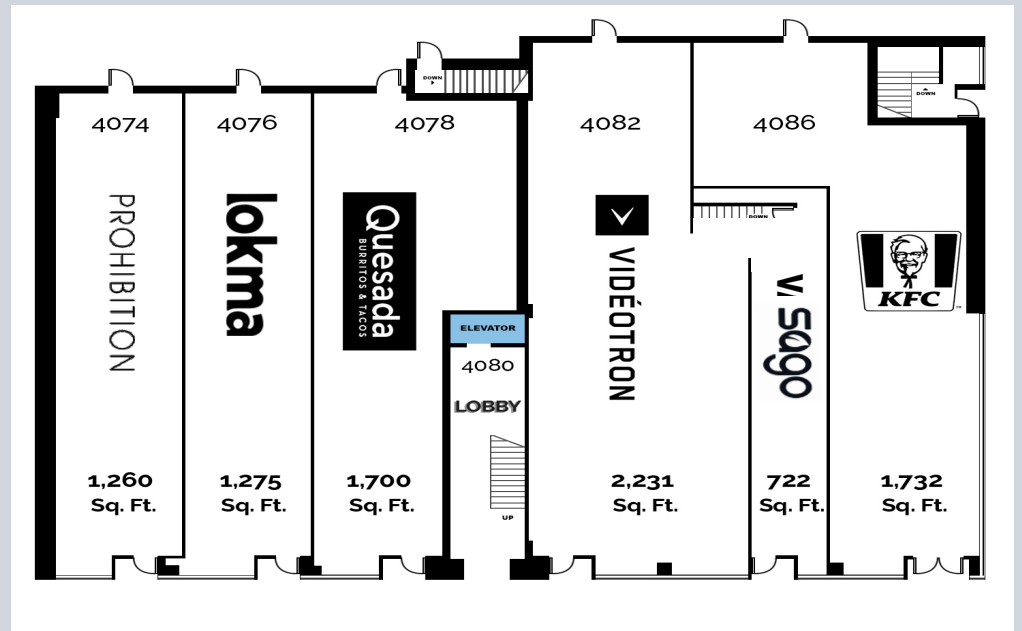 DOWN
DOWN
4074
4076
4078
4082
4086
PROHIBITION
lokma
Quesada
BURRITOS & TACOS
VIDÉOTRON
DOWN
sago
KFC
ELEVATOR
4080
LOBBY
1,260
Sq. Ft.
1,275
Sq. Ft.
1,700
Sq. Ft.
UP
2,231
Sq. Ft.
722
Sq. Ft.
1,732
Sq. Ft.